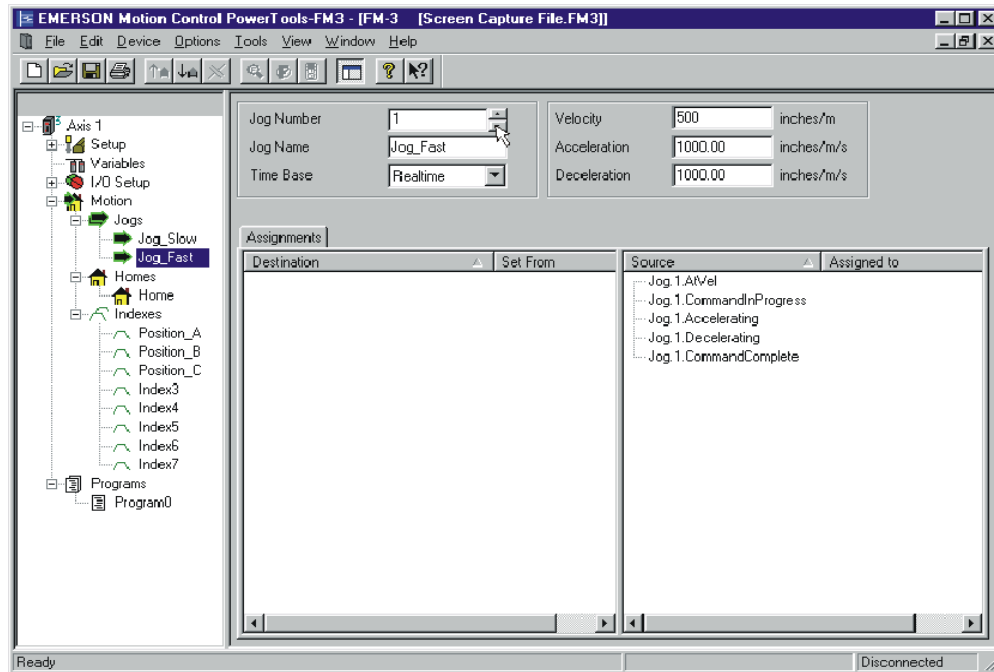 EMERSON Motion Control PowerTools-FM3 - [FM-3 [Screen Capture File.FM3]]
File Edit Device Options Tools View Window Help
Axis 1
Setup
Variables
I/O Setup
Motion
Jogs
Jog_Slow
Jog_Fast
Homes
Home
Indexes
Position_A
Position_B
Position_C
Index3
Index4
Index5
Index6
Index7
Programs
Program0
Jog Number 1
Jog Name Jog_Fast
Time Base Realtime
Velocity 500 inches/m
Acceleration 1000.00 inches/m/s
Deceleration 1000.00 inches/m/s
Assignments
Destination Set From
Source Assigned to
Jog.1.AtVel
Jog.1.CommandInProgress
Jog.1.Accelerating
Jog.1.Decelerating
Jog.1.CommandComplete
Ready Disconnected